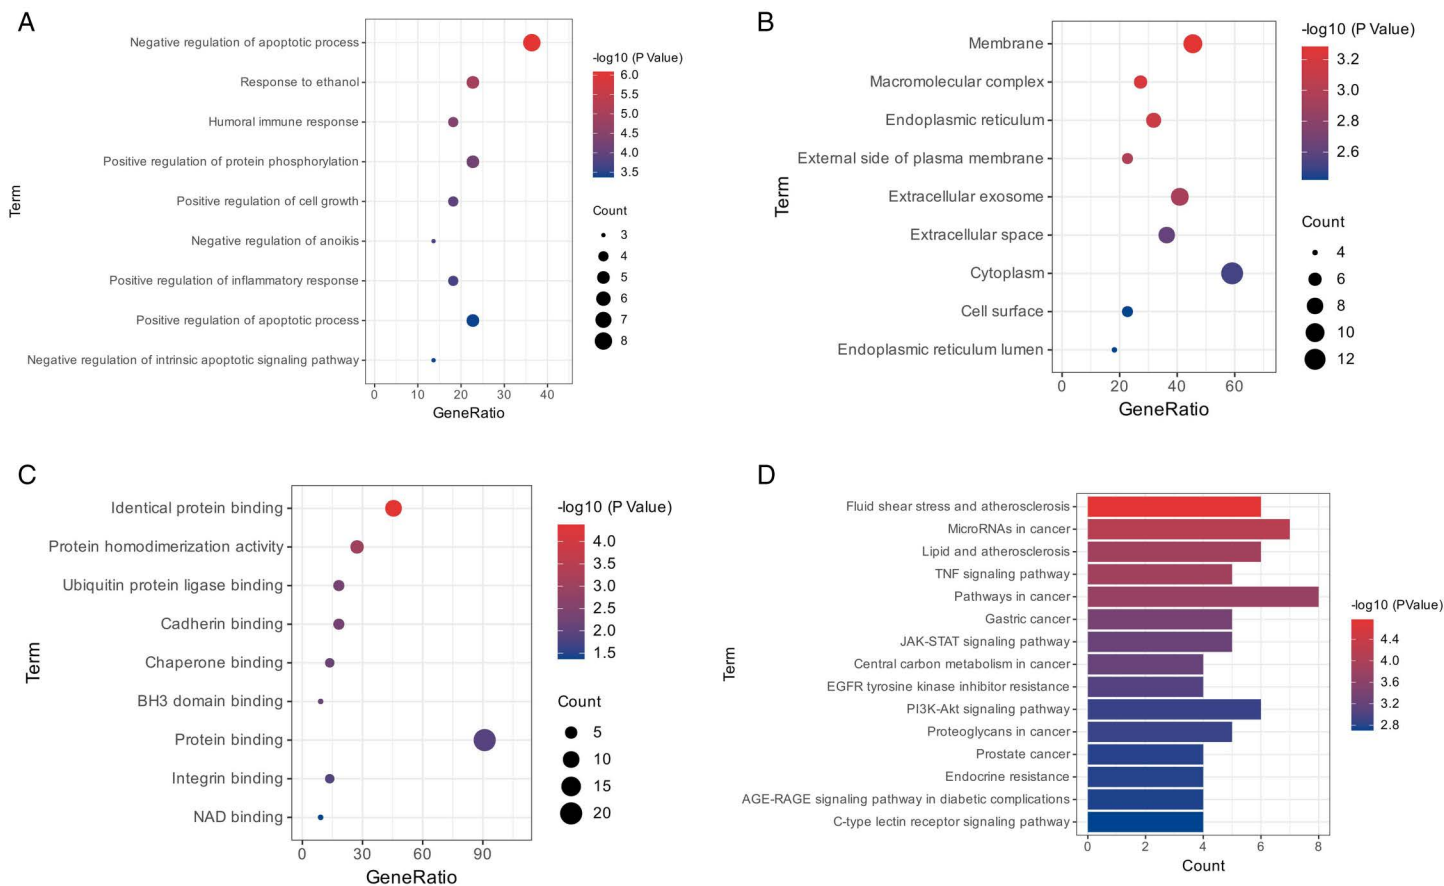 A
Negative regulation of apoptotic process
Response to ethanol
Humoral immune response
Positive regulation of protein phosphorylation
Positive regulation of cell growth
Negative regulation of anoikis
Positive regulation of inflammatory response
Positive regulation of apoptotic process
Negative regulation of intrinsic apoptotic signaling pathway
Term
0 10 20 30 40
GeneRatio
-log10 (P Value)
6.0
5.5
5.0
4.5
4.0
3.5
Count
3
4
5
6
7
8
B
Membrane
Macromolecular complex
Endoplasmic reticulum
External side of plasma membrane
Extracellular exosome
Extracellular space
Cytoplasm
Cell surface
Endoplasmic reticulum lumen
Term
0 20 40 60
GeneRatio
-log10 (P Value)
3.2
3.0
2.8
2.6
Count
4
6
8
10
12
C
Identical protein binding
Protein homodimerization activity
Ubiquitin protein ligase binding
Cadherin binding
Chaperone binding
BH3 domain binding
Protein binding
Integrin binding
NAD binding
Term
0 30 60 90
GeneRatio
-log10 (P Value)
4.0
3.5
3.0
2.5
2.0
1.5
Count
5
10
15
20
D
Fluid shear stress and atherosclerosis
MicroRNAs in cancer
Lipid and atherosclerosis
TNF signaling pathway
Pathways in cancer
Gastric cancer
JAK-STAT signaling pathway
Central carbon metabolism in cancer
EGFR tyrosine kinase inhibitor resistance
PI3K-Akt signaling pathway
Proteoglycans in cancer
Prostate cancer
Endocrine resistance
AGE-RAGE signaling pathway in diabetic complications
C-type lectin receptor signaling pathway
Term
0 2 4 6 8
Count
-log10 (PValue)
4.4
4.0
3.6
3.2
2.8